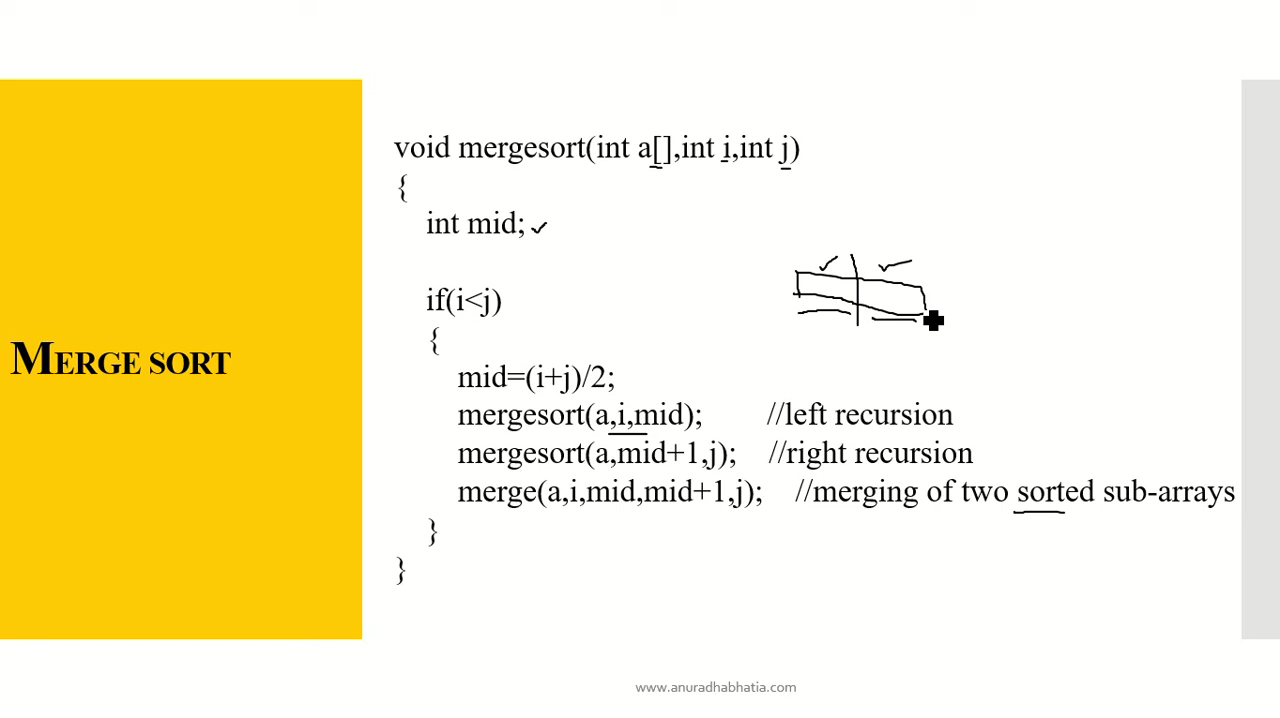 MERGE SORT
void mergesort(int a[],int i,int j)
{
int mid;
if(i<j)
{
mid=(i+j)/2;
mergesort(a,i,mid); //left recursion
mergesort(a,mid+1,j); //right recursion
merge(a,i,mid,mid+1,j); //merging of two sorted sub-arrays
}
}
www.anuradhabhatia.com